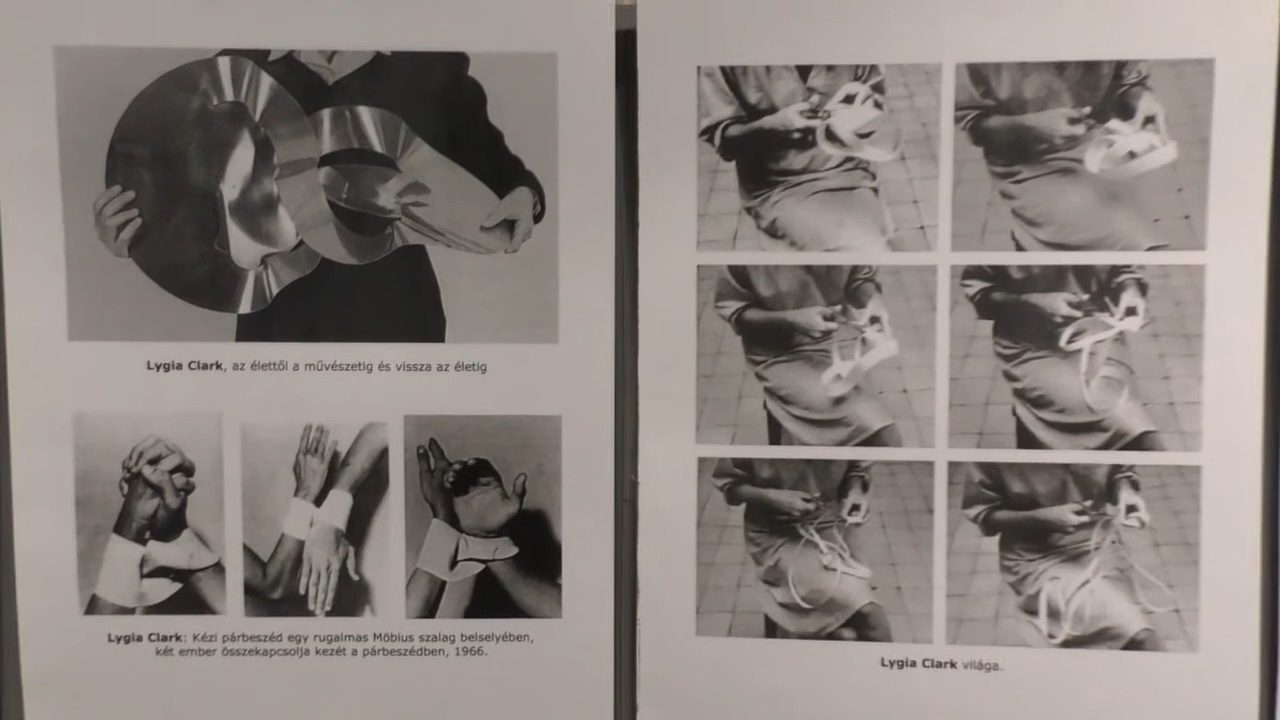 Lygia Clark, az élettől a művészetig és vissza az életig
Lygia Clark: Kézi párbeszéd egy rugalmas Möbius szalag belselyében,
két ember összekapcsolja kezét a párbeszédben, 1966.
Lygia Clark világa.